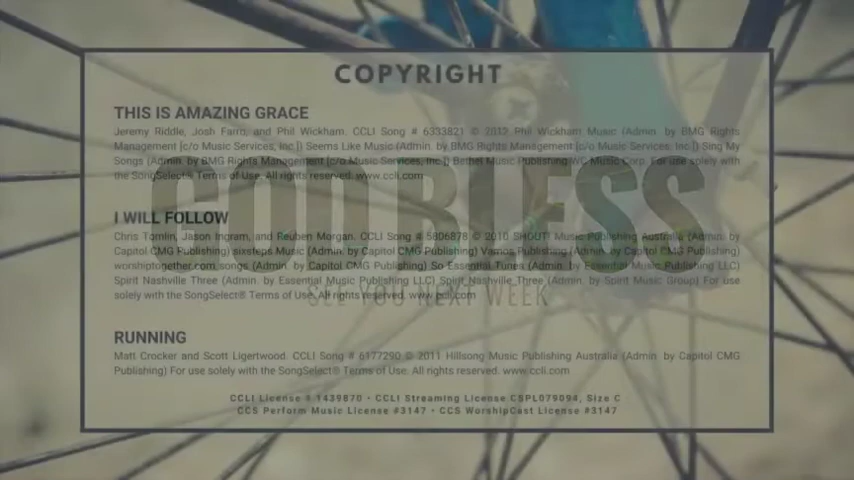 COPYRIGHT
THIS IS AMAZING GRACE
Jeremy Riddle, Josh Farro, and Phil Wickham. CCLI Song # 6333821 © 2012 Phil Wickham Music (Admin. by BMG Rights
Management [c/o Music Services, Inc.]) Seems Like Music (Admin. by BMG Rights Management [c/o Music Services, Inc.]) Sing My
Songs (Admin. by BMG Rights Management [c/o Music Services, Inc.]) Bethel Music Publishing WC Music Corp. For use solely with
the SongSelect® Terms of Use. All rights reserved. www.ccli.com
GOD BLESS
I WILL FOLLOW
Chris Tomlin, Jason Ingram, and Reuben Morgan. CCLI Song # 5806878 © 2010 SHOUT! Music Publishing Australia (Admin. by
Capitol CMG Publishing) sixsteps Music (Admin. by Capitol CMG Publishing) Vamos Publishing (Admin. by Capitol CMG Publishing)
worshiptogether.com songs (Admin. by Capitol CMG Publishing) So Essential Tunes (Admin. by Essential Music Publishing LLC)
Spirit Nashville Three (Admin. by Essential Music Publishing LLC) Spirit Nashville Three (Admin. by Spirit Music Group) For use
solely with the SongSelect® Terms of Use. All rights reserved. www.ccli.com
SEE YOU NEXT WEEK
RUNNING
Matt Crocker and Scott Ligertwood. CCLI Song # 6177290 © 2011 Hillsong Music Publishing Australia (Admin. by Capitol CMG
Publishing) For use solely with the SongSelect® Terms of Use. All rights reserved. www.ccli.com
CCLI License # 1439870 • CCLI Streaming License CSPL079094, Size C
CCS Perform Music License #3147 • CCS WorshipCast License #3147